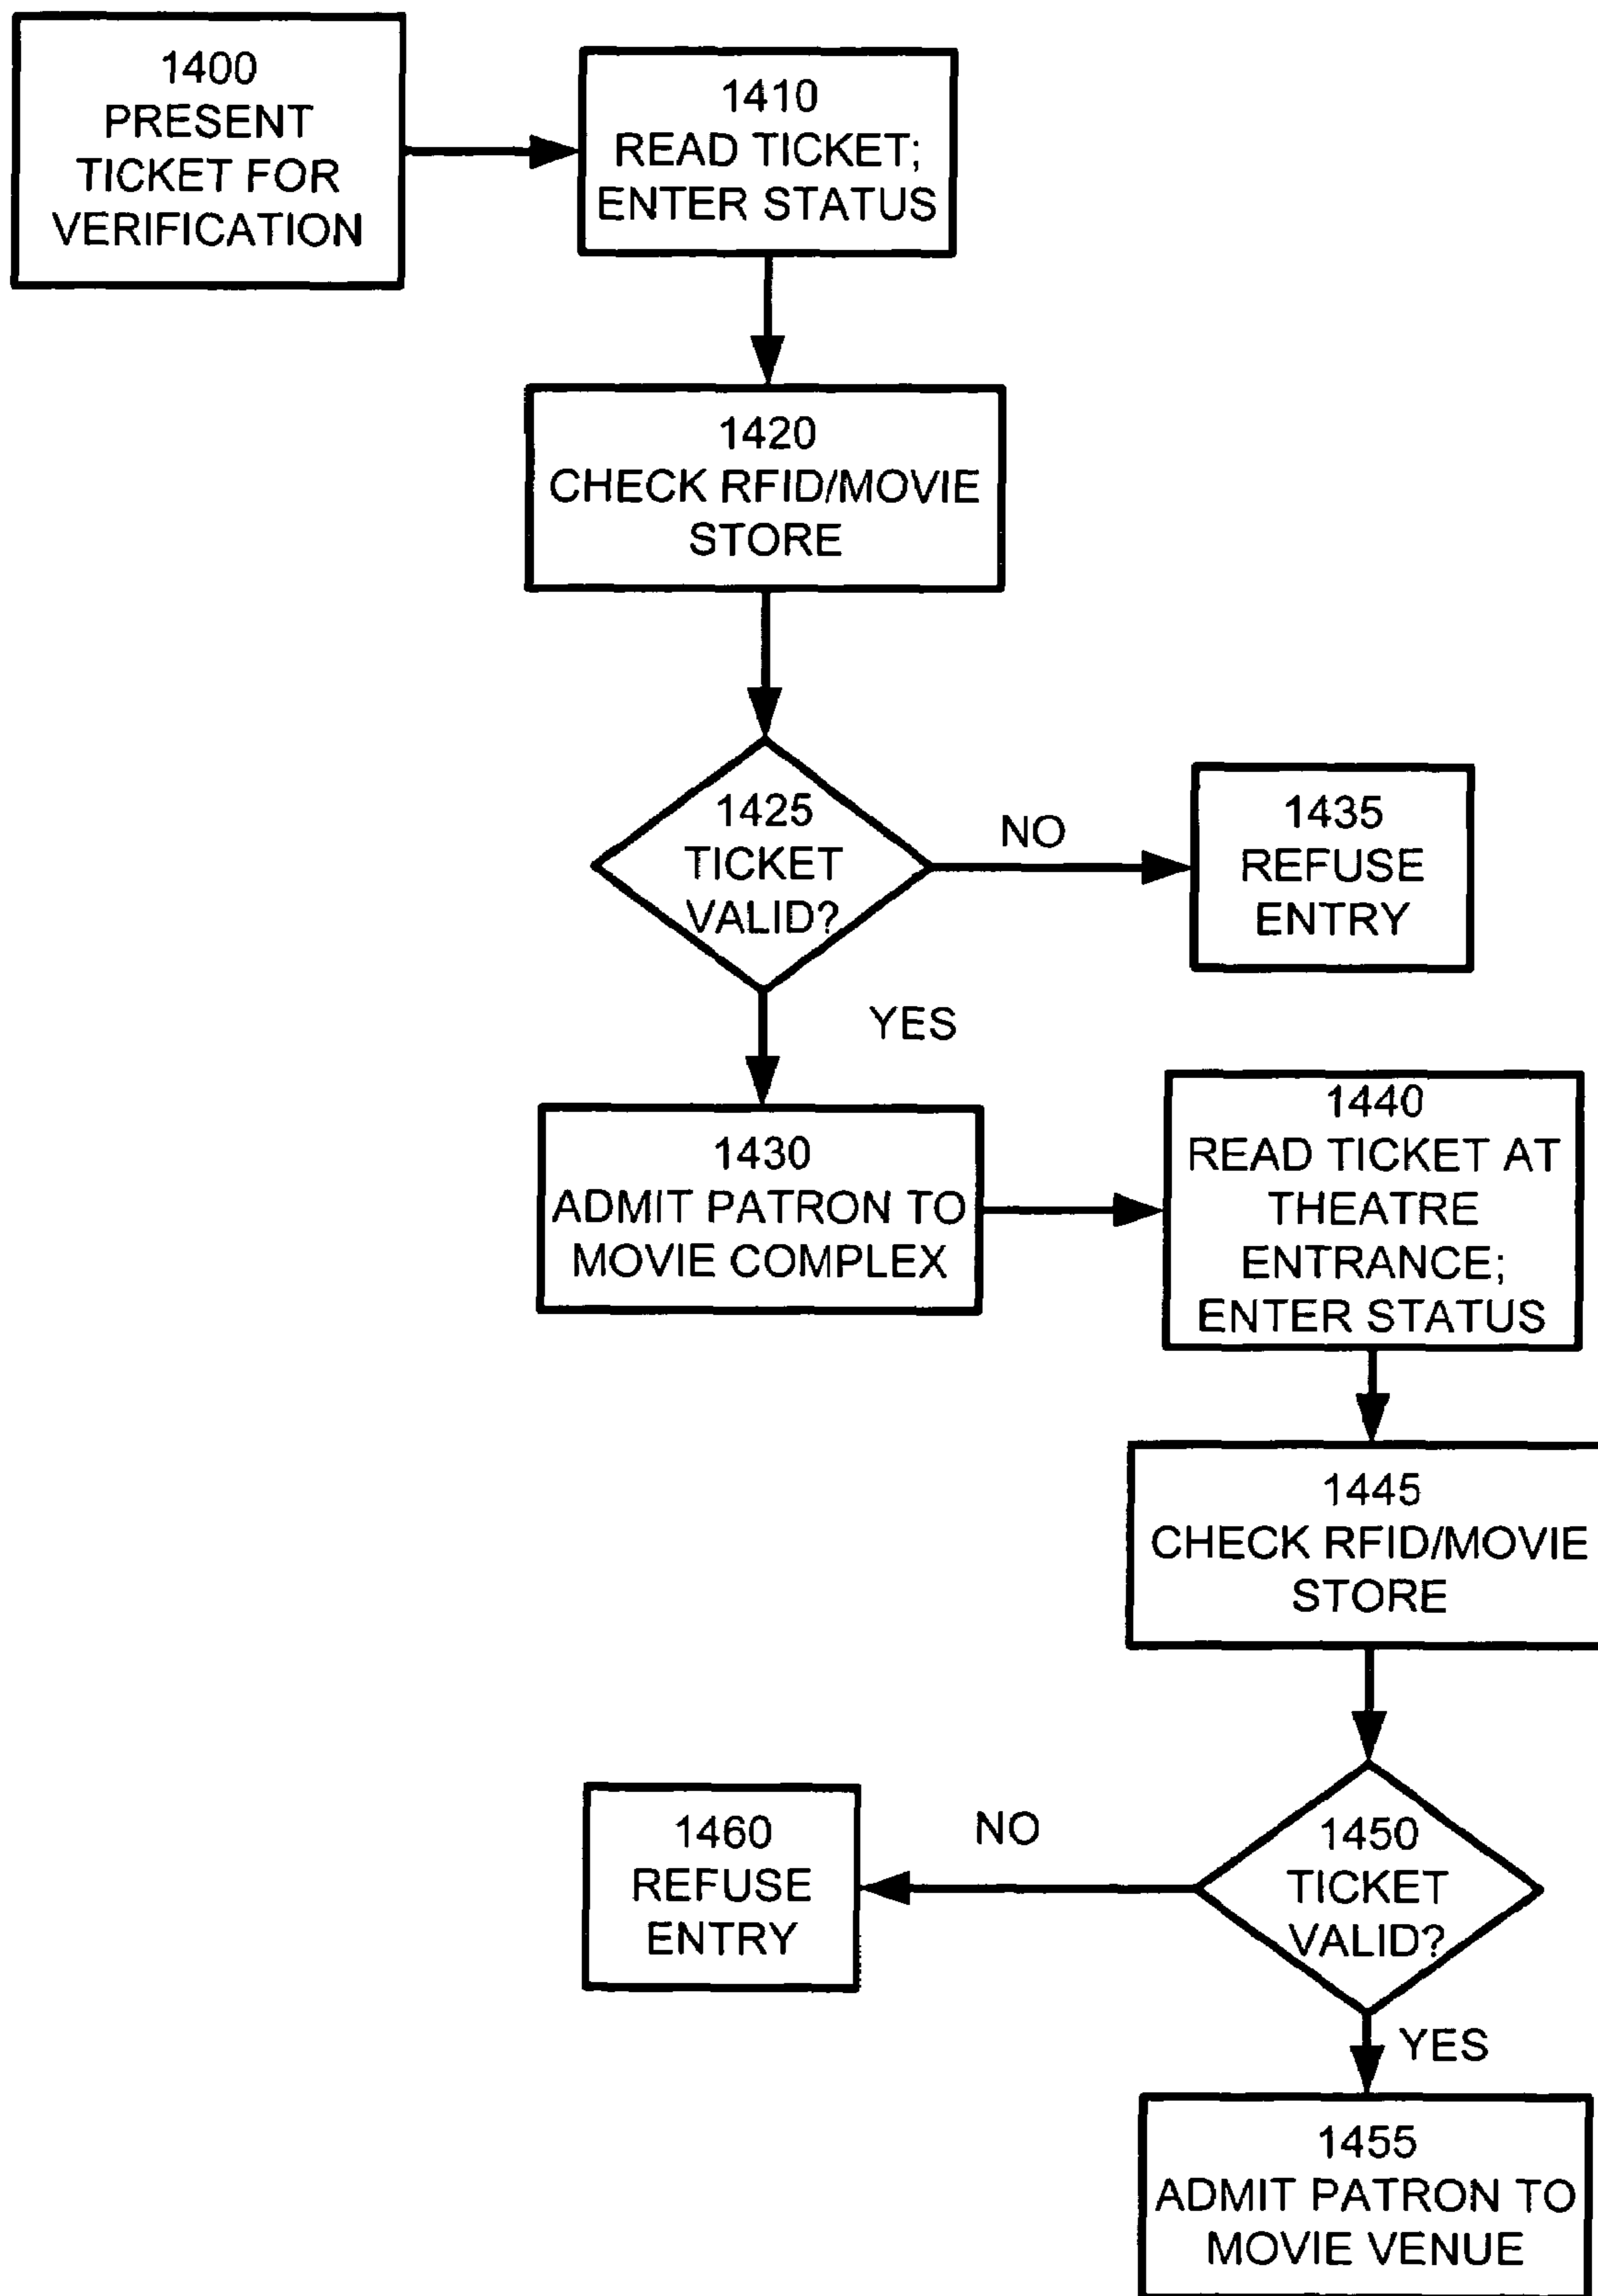 1400
PRESENT
TICKET FOR
VERIFICATION
1410
READ TICKET;
ENTER STATUS
1420
CHECK RFID/MOVIE
STORE
1425
TICKET
VALID?
NO
1435
REFUSE
ENTRY
YES
1430
ADMIT PATRON TO
MOVIE COMPLEX
1440
READ TICKET AT
THEATRE
ENTRANCE;
ENTER STATUS
1445
CHECK RFID/MOVIE
STORE
1450
TICKET
VALID?
NO
1460
REFUSE
ENTRY
YES
1455
ADMIT PATRON TO
MOVIE VENUE